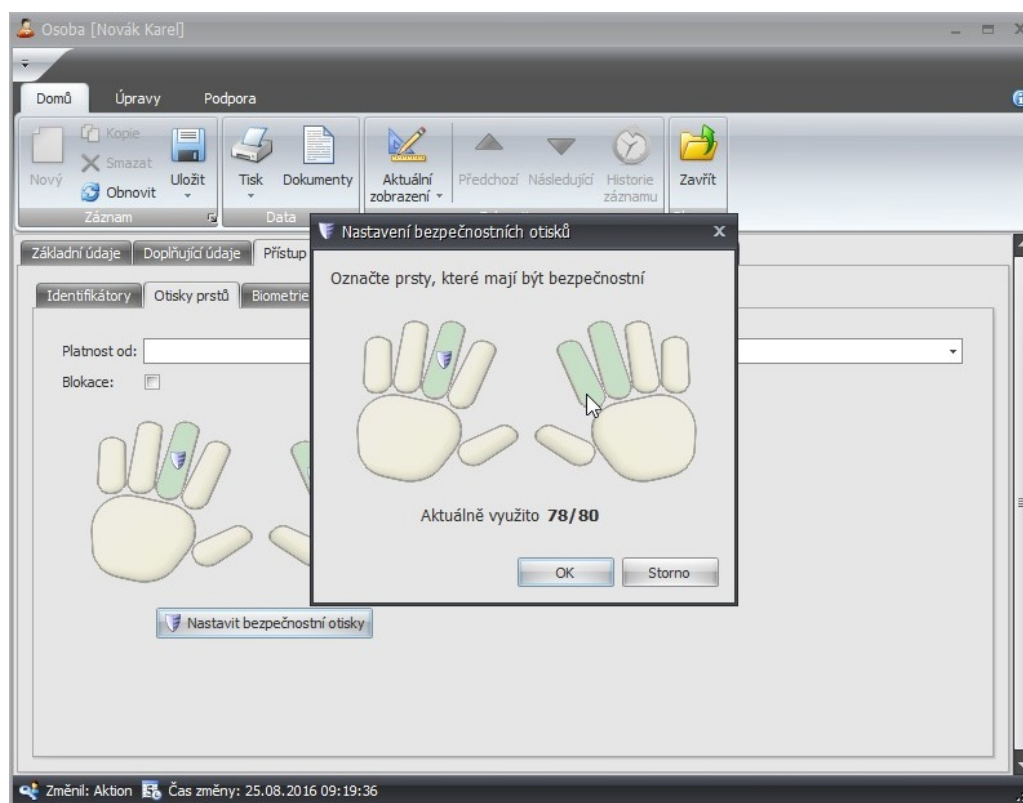 Osoba [Novák Karel]
Domů Úpravy Podpora
Nový
Kopie
Smazat
Obnovit
Uložit
Záznam
Tisk
Dokumenty
Data
Aktuální
zobrazení
Předchozí
Následující
Historie
záznamu
Zavřít
Základní údaje Doplňující údaje Přístup
Identifikátory Otisky prstů Biometrie
Platnost od:
Blokace:
Nastavit bezpečnostní otisky
Nastavení bezpečnostních otisků
Označte prsty, které mají být bezpečnostní
Aktuálně využito 78/80
OK Storno
Změnil: Aktion Čas změny: 25.08.2016 09:19:36